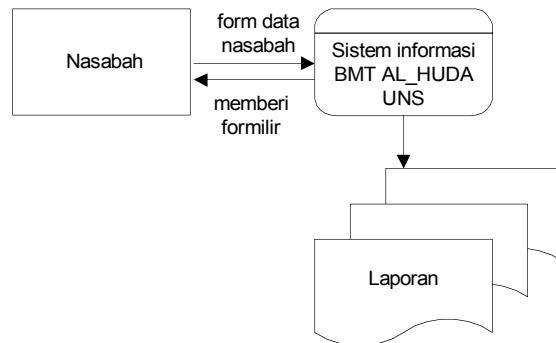 Nasabah
form data
nasabah
memberi
formilir
Sistem informasi
BMT AL_HUDA
UNS
Laporan